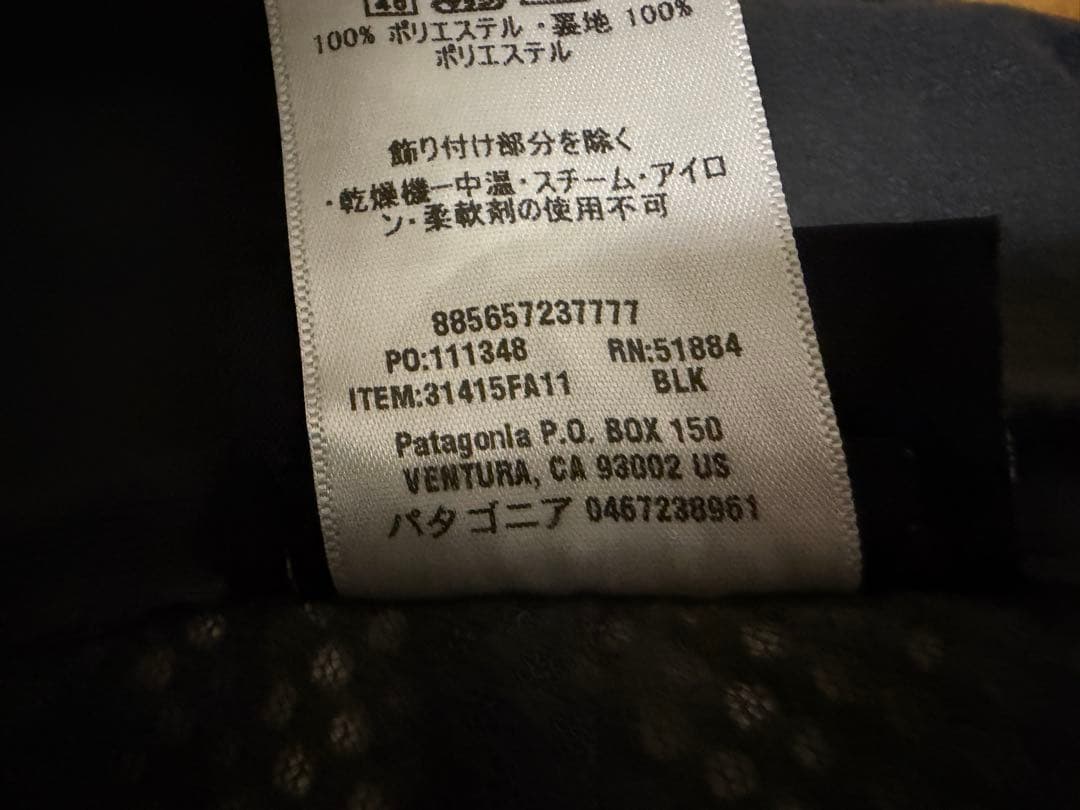 40
100% ポリエステル・裏地 100%
ポリエステル
飾り付け部分を除く
・乾燥機一中温・スチーム・アイロ
ン・柔軟剤の使用不可
885657237777
PO:111348 RN:51884
ITEM:31415FA11 BLK
Patagonia P.O. BOX 150
VENTURA, CA 93002 US
パタゴニア 0467238961